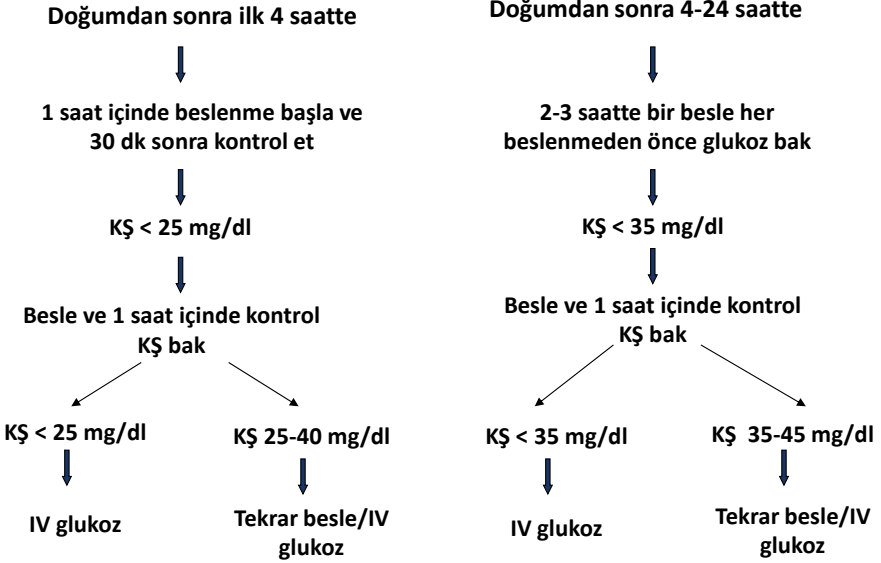 Doğumdan sonra ilk 4 saatte
1 saat içinde beslenme başla ve
30 dk sonra kontrol et
KŞ < 25 mg/dl
Besle ve 1 saat içinde kontrol
KŞ bak
KŞ < 25 mg/dl
IV glukoz
KŞ 25-40 mg/dl
Tekrar besle/IV
glukoz
Doğumdan sonra 4-24 saatte
2-3 saatte bir besle her
beslenmeden önce glukoz bak
KŞ < 35 mg/dl
Besle ve 1 saat içinde kontrol
KŞ bak
KŞ < 35 mg/dl
IV glukoz
KŞ 35-45 mg/dl
Tekrar besle/IV
glukoz